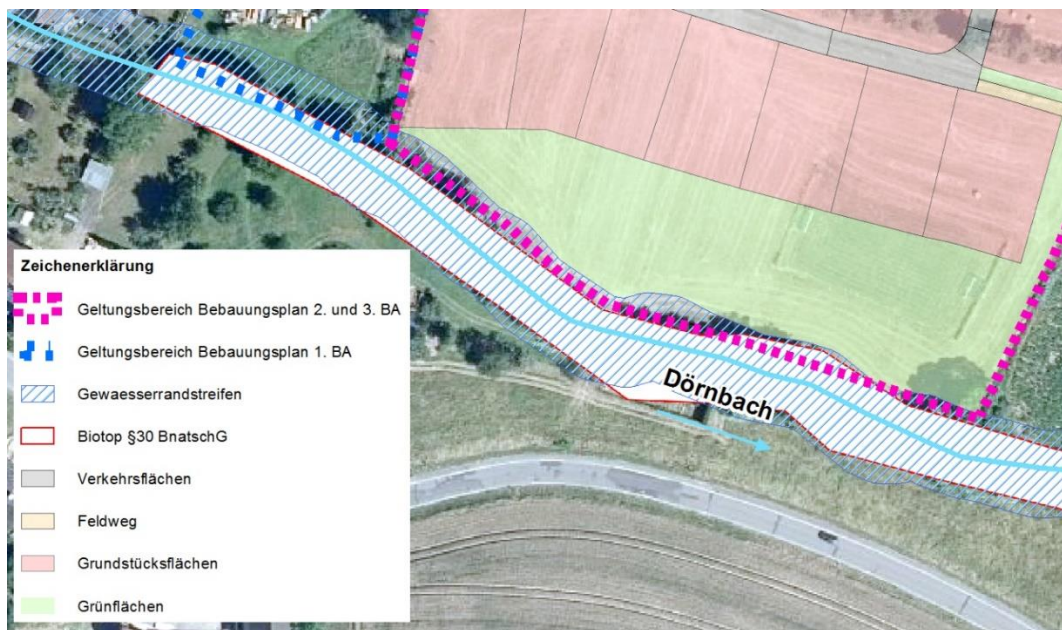 Dörnbach
Zeichenerklärung
Geltungsbereich Bebauungsplan 2. und 3. BA
Geltungsbereich Bebauungsplan 1. BA
Gewaesserrandstreifen
Biotop §30 BnatschG
Verkehrsflächen
Feldweg
Grundstücksflächen
Grünflächen